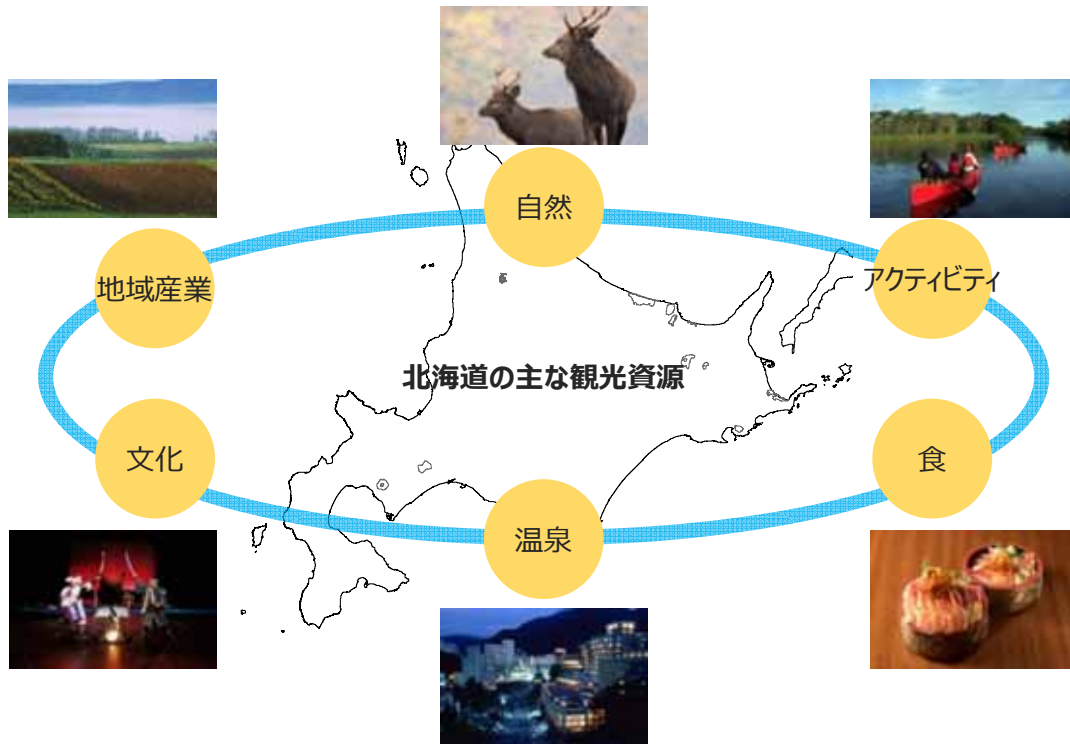 自然
アクティビティ
地域産業
北海道の主な観光資源
文化
食
温泉